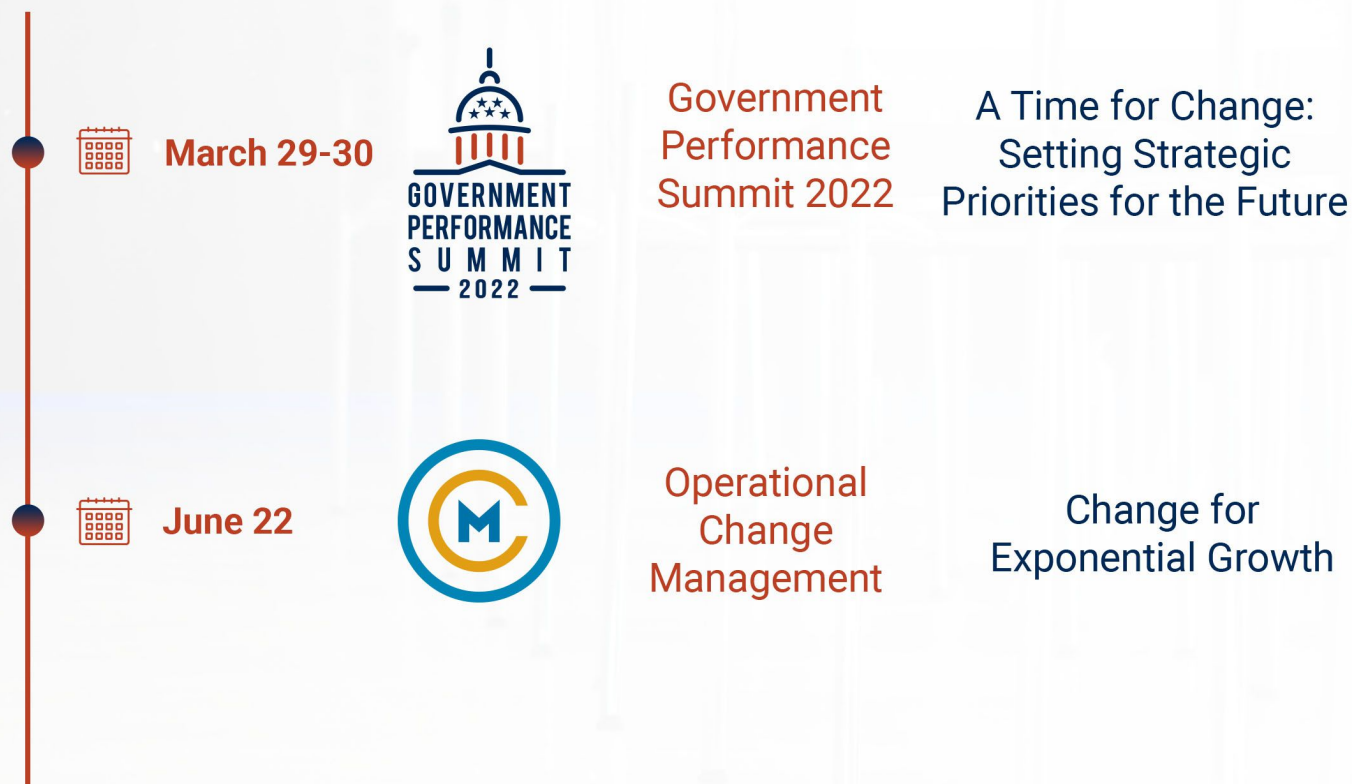 March 29-30
GOVERNMENT
PERFORMANCE
SUMMIT
2022
Government
Performance
Summit 2022
A Time for Change:
Setting Strategic
Priorities for the Future
June 22
CM
Operational
Change
Management
Change for
Exponential Growth